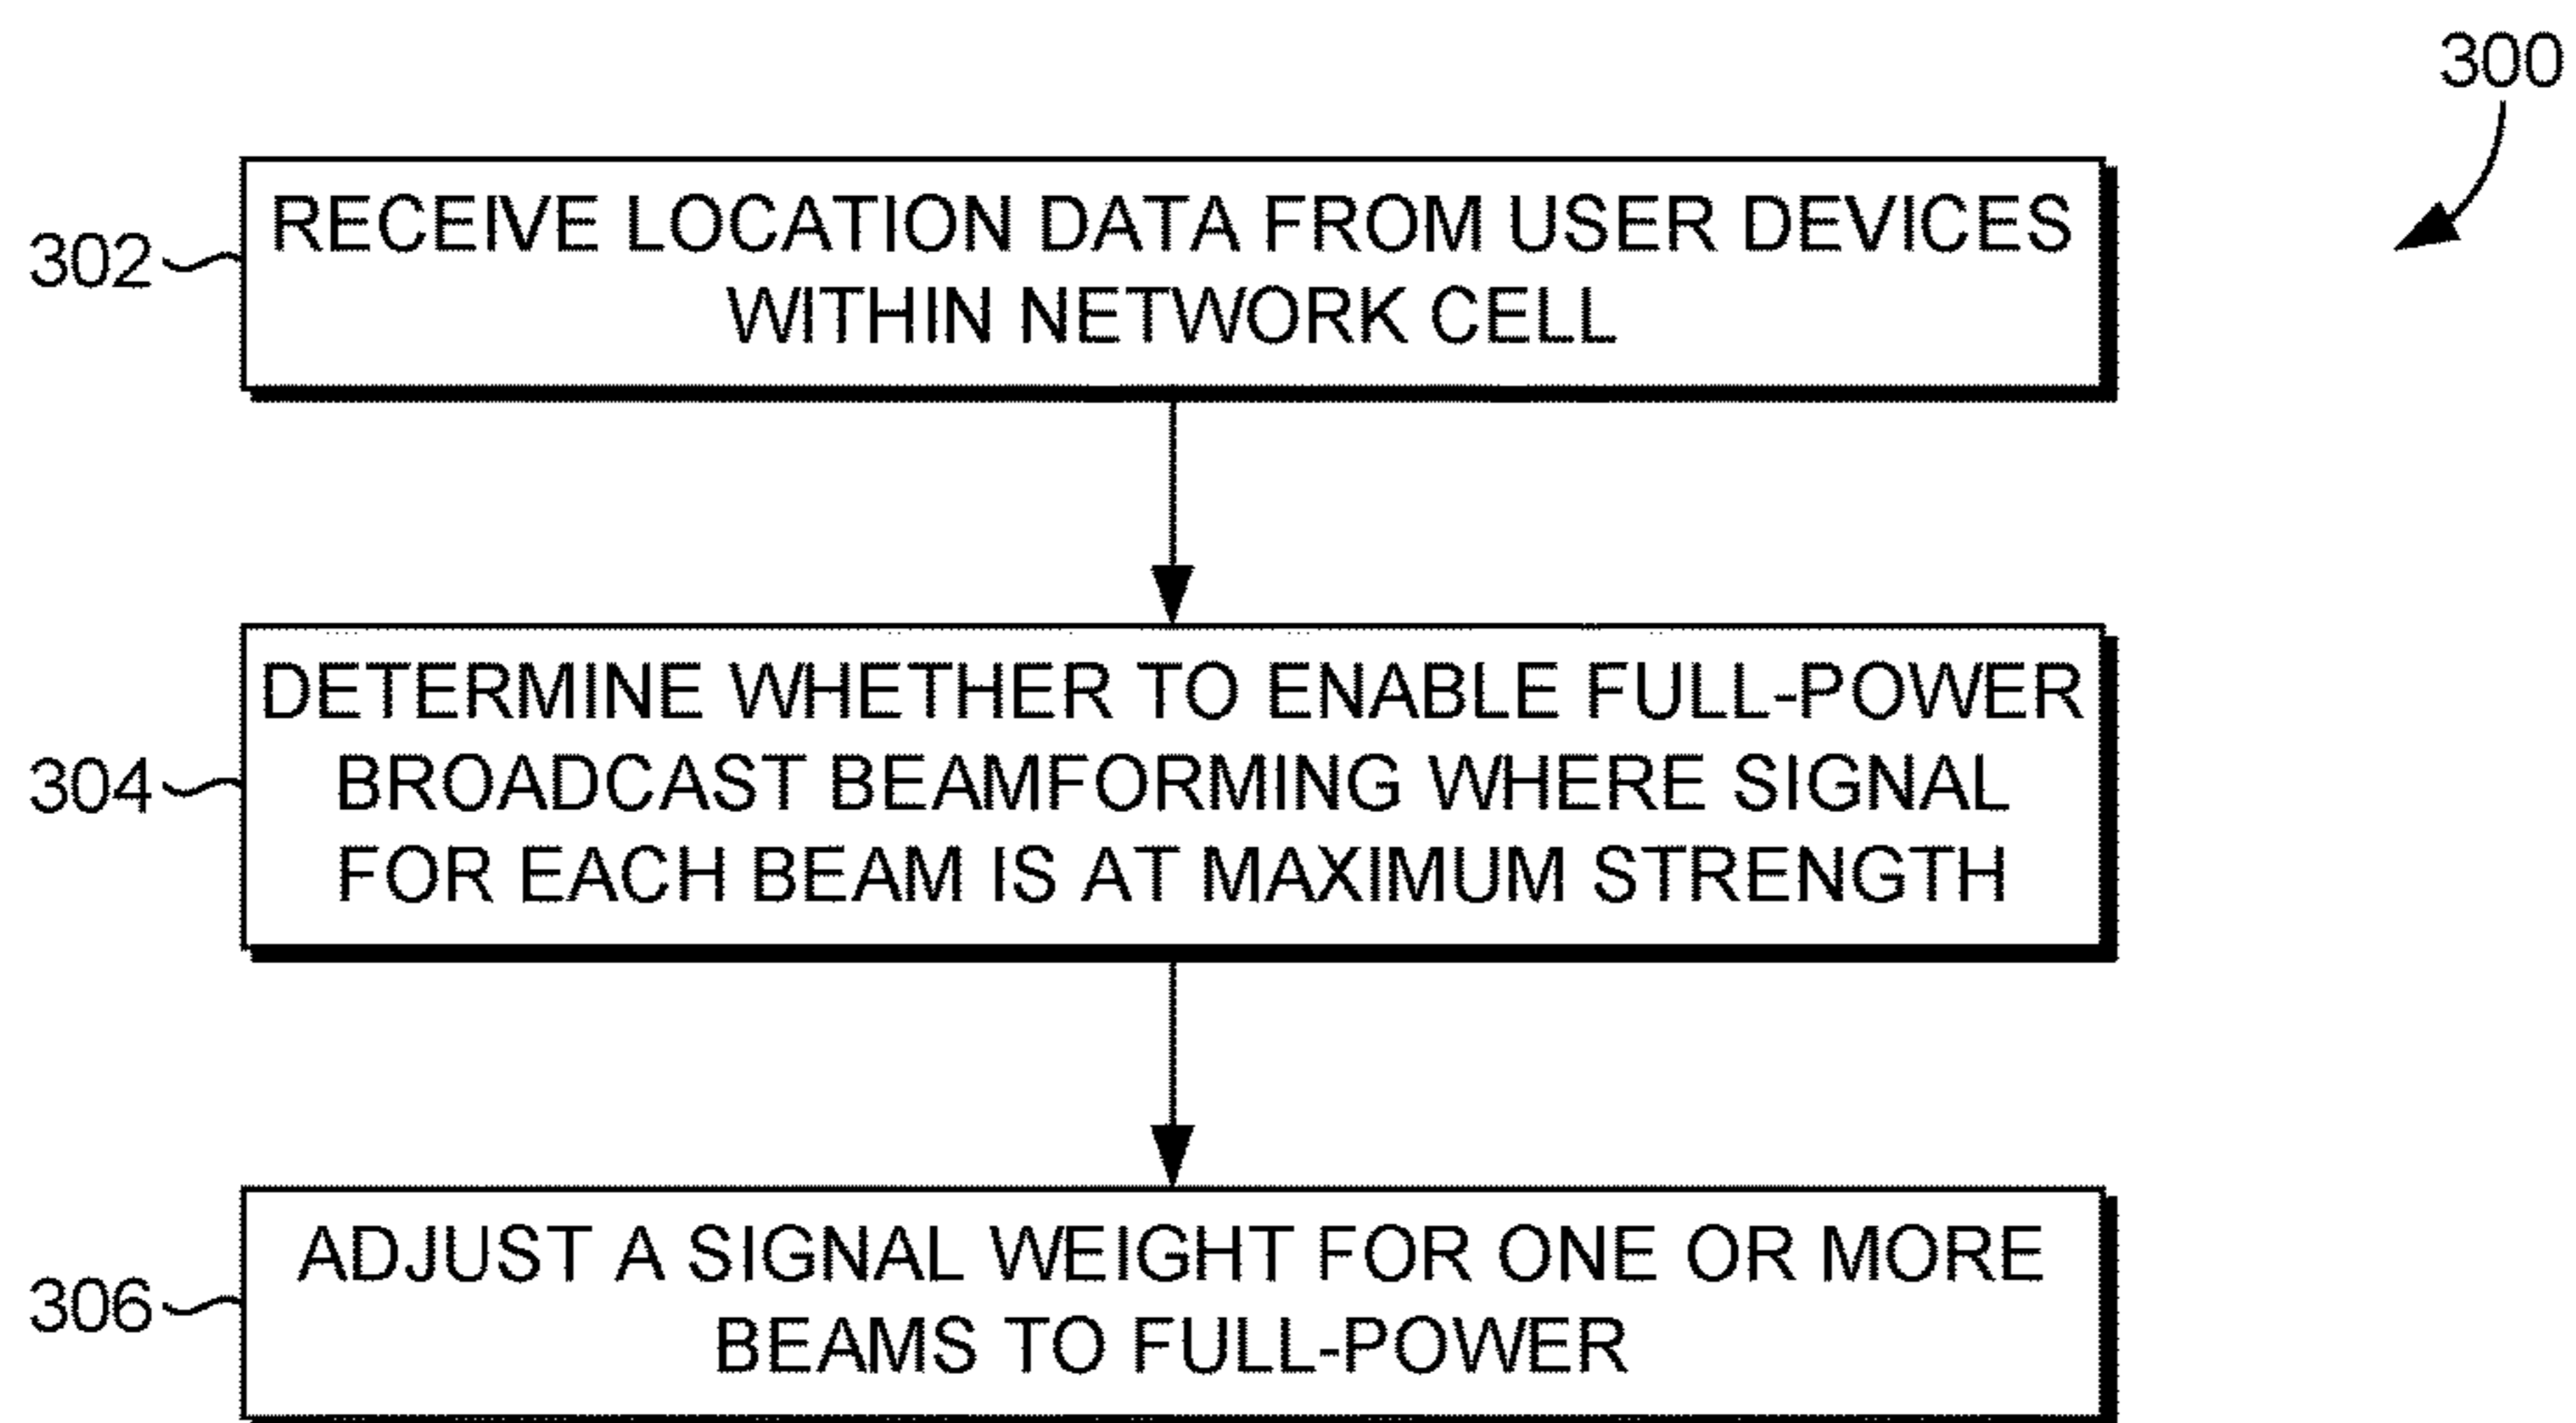 300
302
RECEIVE LOCATION DATA FROM USER DEVICES
WITHIN NETWORK CELL
304
DETERMINE WHETHER TO ENABLE FULL-POWER
BROADCAST BEAMFORMING WHERE SIGNAL
FOR EACH BEAM IS AT MAXIMUM STRENGTH
306
ADJUST A SIGNAL WEIGHT FOR ONE OR MORE
BEAMS TO FULL-POWER